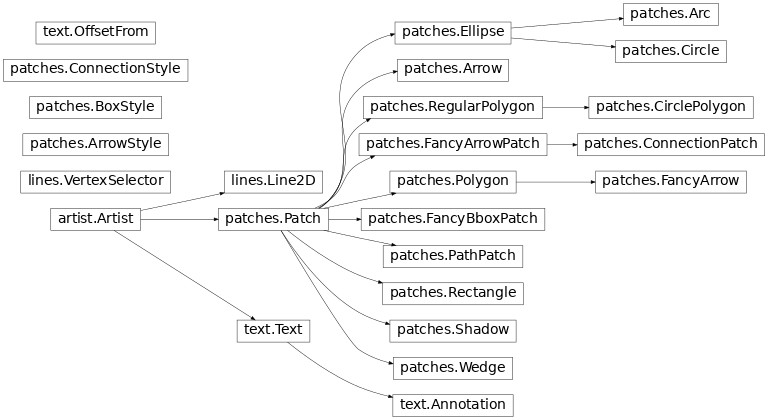 text.OffsetFrom
patches.ConnectionStyle
patches.BoxStyle
patches.ArrowStyle
lines.VertexSelector
artist.Artist
lines.Line2D
patches.Patch
text.Text
patches.Ellipse
patches.Arrow
patches.RegularPolygon
patches.FancyArrowPatch
patches.Polygon
patches.FancyBboxPatch
patches.PathPatch
patches.Rectangle
patches.Shadow
patches.Wedge
text.Annotation
patches.Arc
patches.Circle
patches.CirclePolygon
patches.ConnectionPatch
patches.FancyArrow